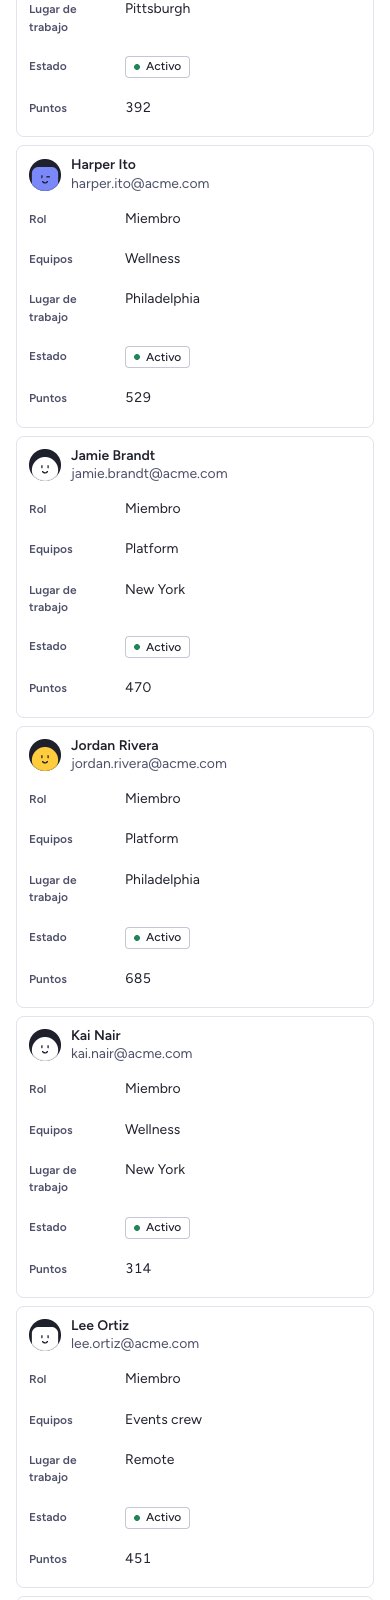 Lugar de Pittsburgh
trabajo
Estado Activo
Puntos 392
Harper Ito
harper.ito@acme.com
Rol Miembro
Equipos Wellness
Lugar de Philadelphia
trabajo
Estado Activo
Puntos 529
Jamie Brandt
jamie.brandt@acme.com
Rol Miembro
Equipos Platform
Lugar de New York
trabajo
Estado Activo
Puntos 470
Jordan Rivera
jordan.rivera@acme.com
Rol Miembro
Equipos Platform
Lugar de Philadelphia
trabajo
Estado Activo
Puntos 685
Kai Nair
kai.nair@acme.com
Rol Miembro
Equipos Wellness
Lugar de New York
trabajo
Estado Activo
Puntos 314
Lee Ortiz
lee.ortiz@acme.com
Rol Miembro
Equipos Events crew
Lugar de Remote
trabajo
Estado Activo
Puntos 451